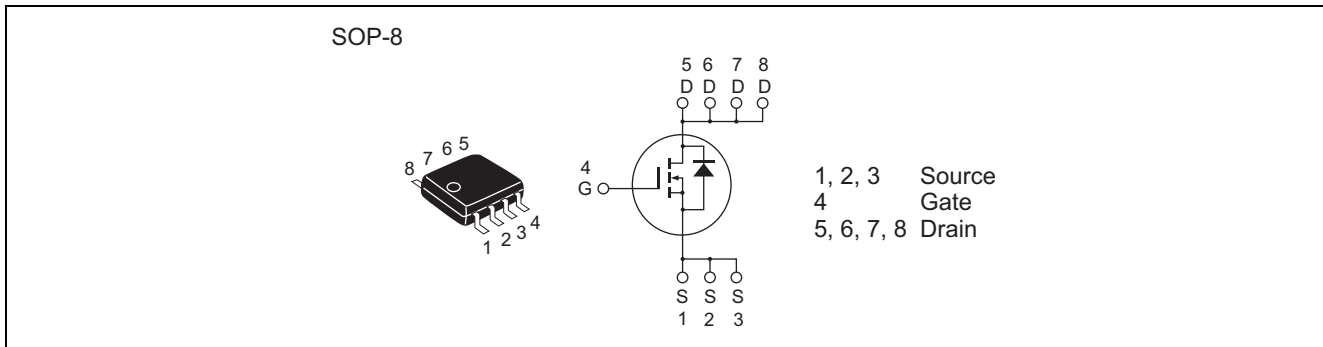 SOP-8
5 6 7 8
D D D D
8 7 6 5
1 2 3 4
4
G
S S S
1 2 3
1, 2, 3 Source
4 Gate
5, 6, 7, 8 Drain